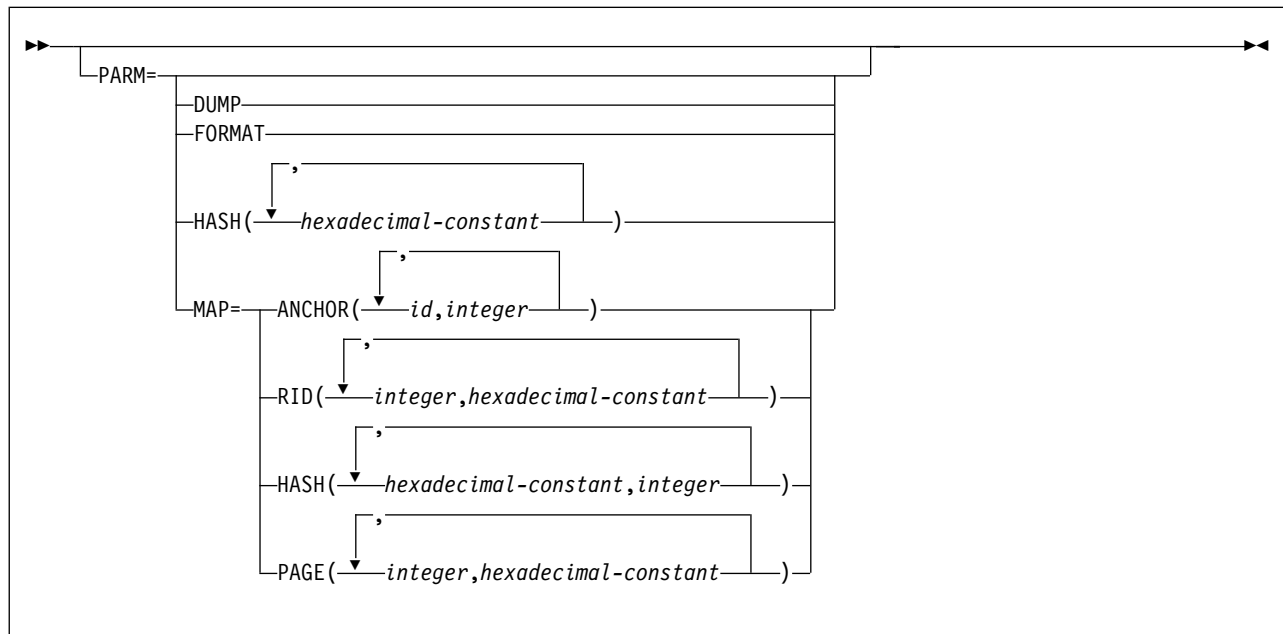 PARM=
DUMP
FORMAT
,
HASH( hexadecimal-constant )
,
MAP= ANCHOR( id,integer )
,
RID( integer,hexadecimal-constant )
,
HASH( hexadecimal-constant,integer )
,
PAGE( integer,hexadecimal-constant )